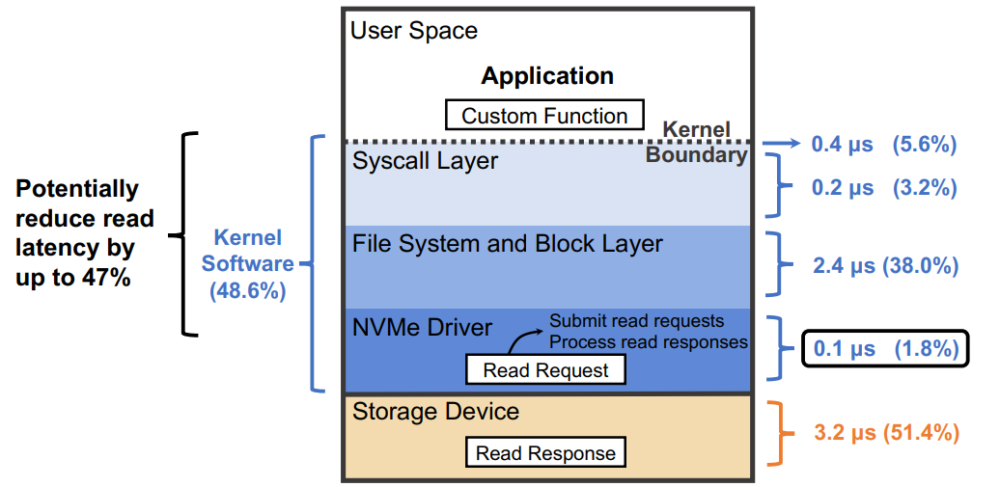 User Space
Application
Custom Function
Kernel
Boundary
0.4 µs (5.6%)
Syscall Layer
0.2 µs (3.2%)
Potentially
reduce read
latency by
up to 47%
Kernel
Software
(48.6%)
File System and Block Layer
2.4 µs (38.0%)
NVMe Driver
Submit read requests
Process read responses
Read Request
0.1 µs (1.8%)
Storage Device
Read Response
3.2 µs (51.4%)